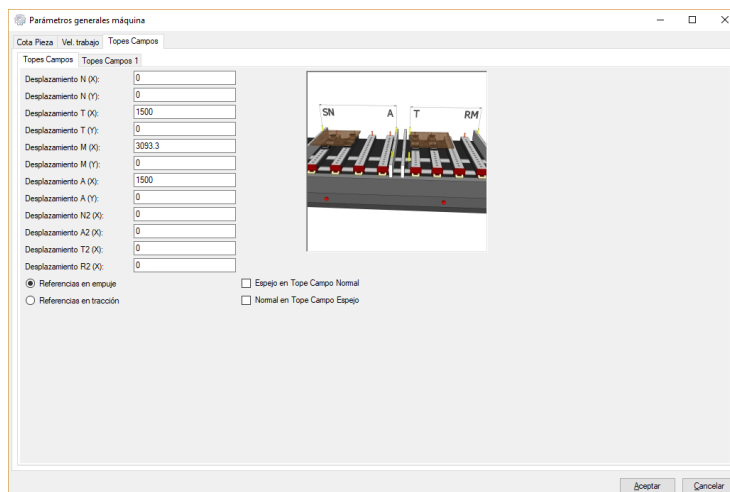 Parámetros generales máquina
Cota Pieza Vel. trabajo Topes Campos
Topes Campos Topes Campos 1
Desplazamiento N (X): 0
Desplazamiento N (Y): 0
Desplazamiento T (X): 1500
Desplazamiento T (Y): 0
Desplazamiento M (X): 3093.3
Desplazamiento M (Y): 0
Desplazamiento A (X): 1500
Desplazamiento A (Y): 0
Desplazamiento N2 (X): 0
Desplazamiento A2 (X): 0
Desplazamiento T2 (X): 0
Desplazamiento R2 (X): 0
SN A T RM
Referencias en empuje Espejo en Tope Campo Normal
Referencias en tracción Normal en Tope Campo Espejo
Aceptar Cancelar